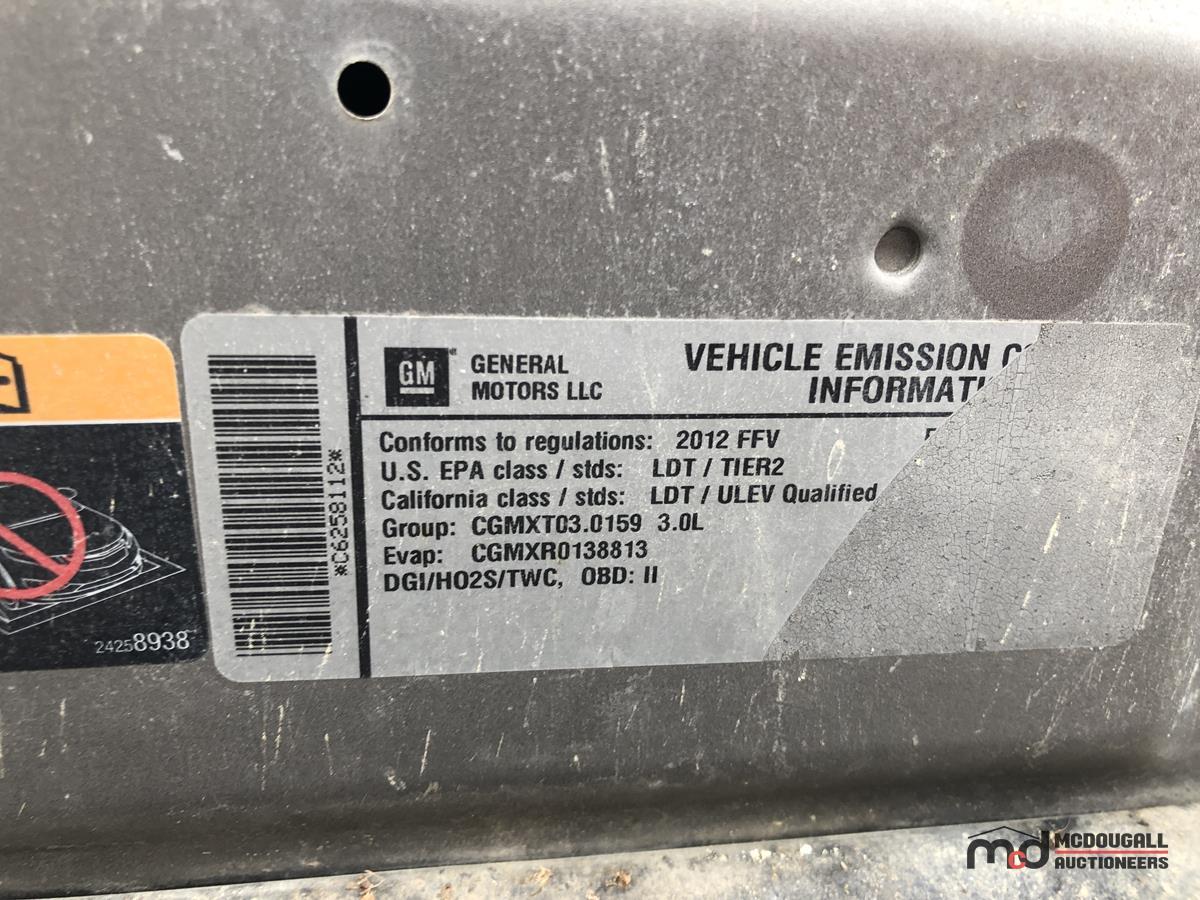 GM
GENERAL
MOTORS LLC
VEHICLE EMISSION
Conforms to regulations: 2012 FFV
U.S. EPA class / stds: LDT / TIER2
California class / stds: LDT / ULEV Qualified
Group: CGMXT03.0159 3.0L
Evap: CGMXR0138813
DGI/HO2S/TWC, OBD: II
*C6258112*
24258938
mcd MCDOUGALL
AUCTIONEERS